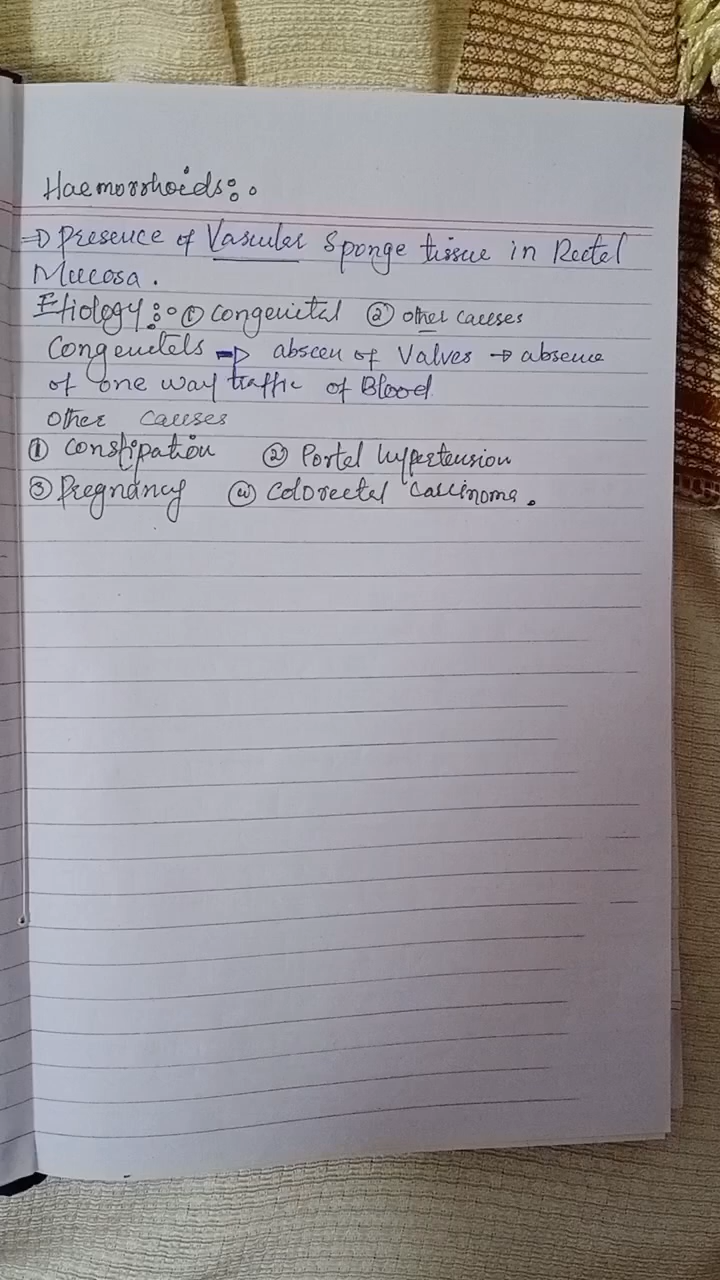 Haemorrhoids:.
⇒ Presence of Vascular Sponge tissue in Rectal
Mucosa.
Etiology:- ① congenital ② other causes
Congenitals → abscen of Valves → absence
of one way traffic of Blood.
Other causes
① Constipation ② Portal hypertension
③ Pregnancy ④ Colorectal Carcinoma.